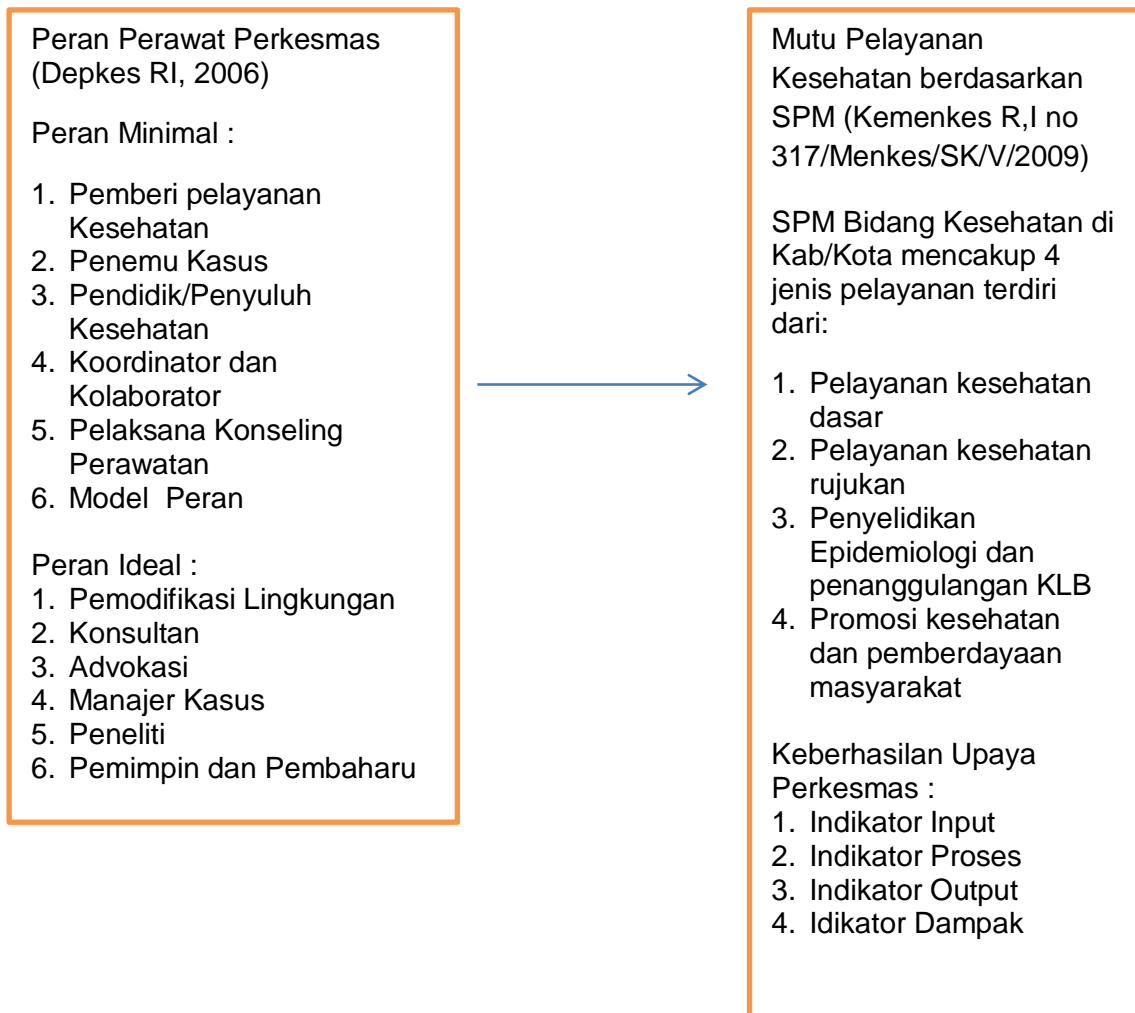 Peran Perawat Perkesmas
(Depkes RI, 2006)
Peran Minimal :
1. Pemberi pelayanan
Kesehatan
2. Penemu Kasus
3. Pendidik/Penyuluh
Kesehatan
4. Koordinator dan
Kolaborator
5. Pelaksana Konseling
Perawatan
6. Model Peran
Peran Ideal :
1. Pemodifikasi Lingkungan
2. Konsultan
3. Advokasi
4. Manajer Kasus
5. Peneliti
6. Pemimpin dan Pembaharu
Mutu Pelayanan
Kesehatan berdasarkan
SPM (Kemenkes R,I no
317/Menkes/SK/V/2009)
SPM Bidang Kesehatan di
Kab/Kota mencakup 4
jenis pelayanan terdiri
dari:
1. Pelayanan kesehatan
dasar
2. Pelayanan kesehatan
rujukan
3. Penyelidikan
Epidemiologi dan
penanggulangan KLB
4. Promosi kesehatan
dan pemberdayaan
masyarakat
Keberhasilan Upaya
Perkesmas :
1. Indikator Input
2. Indikator Proses
3. Indikator Output
4. Idikator Dampak